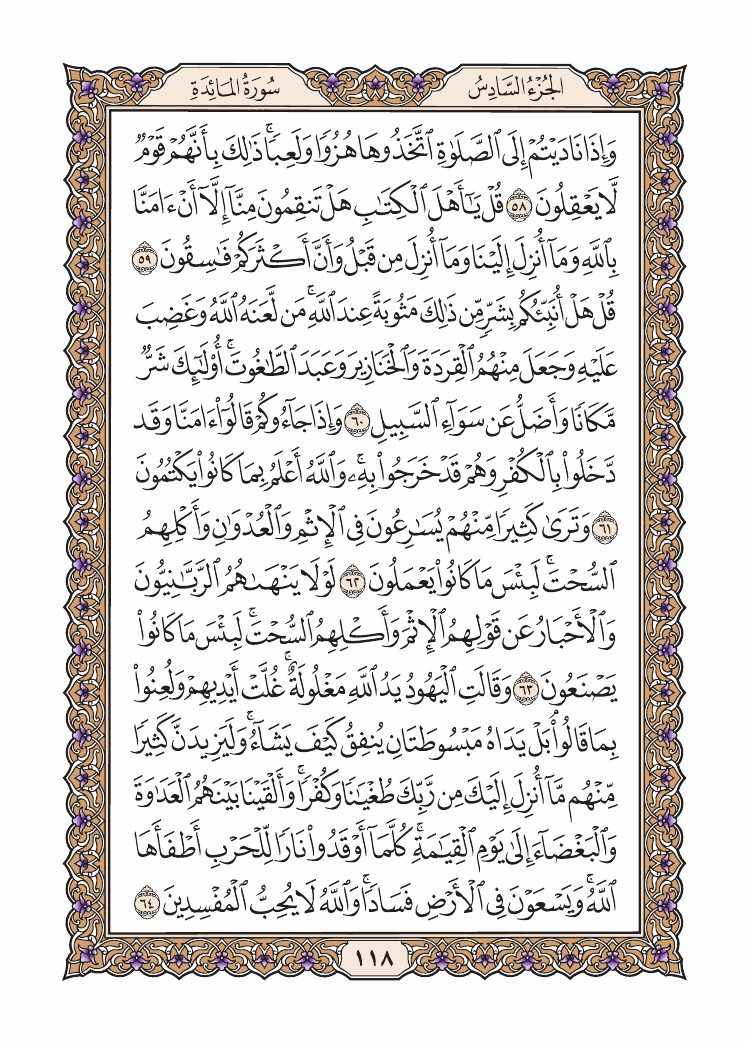 الجُزْءُ السَّادِسُ
سُورَةُ المَائِدَةِ
وَإِذَا نَادَيْتُمْ إِلَى ٱلصَّلَوٰةِ ٱتَّخَذُوهَا هُزُوًا وَلَعِبًاۚ ذَٰلِكَ بِأَنَّهُمْ قَوْمٌ
لَّا يَعْقِلُونَ ٥٨ قُلْ يَٰٓأَهْلَ ٱلْكِتَٰبِ هَلْ تَنقِمُونَ مِنَّآ إِلَّآ أَنْ ءَامَنَّا
بِٱللَّهِ وَمَآ أُنزِلَ إِلَيْنَا وَمَآ أُنزِلَ مِن قَبْلُ وَأَنَّ أَكْثَرَكُمْ فَٰسِقُونَ ٥٩
قُلْ هَلْ أُنَبِّئُكُم بِشَرٍّ مِّن ذَٰلِكَ مَثُوبَةً عِندَ ٱللَّهِۚ مَن لَّعَنَهُ ٱللَّهُ وَغَضِبَ
عَلَيْهِ وَجَعَلَ مِنْهُمُ ٱلْقِرَدَةَ وَٱلْخَنَازِيرَ وَعَبَدَ ٱلطَّٰغُوتَۚ أُو۟لَٰٓئِكَ شَرٌّ
مَّكَانًا وَأَضَلُّ عَن سَوَآءِ ٱلسَّبِيلِ ٦٠ وَإِذَا جَآءُوكُمْ قَالُوٓا۟ ءَامَنَّا وَقَد
دَّخَلُوا۟ بِٱلْكُفْرِ وَهُمْ قَدْ خَرَجُوا۟ بِهِۦۚ وَٱللَّهُ أَعْلَمُ بِمَا كَانُوا۟ يَكْتُمُونَ
٦١ وَتَرَىٰ كَثِيرًا مِّنْهُمْ يُسَٰرِعُونَ فِى ٱلْإِثْمِ وَٱلْعُدْوَٰنِ وَأَكْلِهِمُ
ٱلسُّحْتَۚ لَبِئْسَ مَا كَانُوا۟ يَعْمَلُونَ ٦٢ لَوْلَا يَنْهَىٰهُمُ ٱلرَّبَّٰنِيُّونَ
وَٱلْأَحْبَارُ عَن قَوْلِهِمُ ٱلْإِثْمَ وَأَكْلِهِمُ ٱلسُّحْتَۚ لَبِئْسَ مَا كَانُوا۟
يَصْنَعُونَ ٦٣ وَقَالَتِ ٱلْيَهُودُ يَدُ ٱللَّهِ مَغْلُولَةٌۚ غُلَّتْ أَيْدِيهِمْ وَلُعِنُوا۟
بِمَا قَالُوا۟ۘ بَلْ يَدَاهُ مَبْسُوطَتَانِ يُنفِقُ كَيْفَ يَشَآءُۚ وَلَيَزِيدَنَّ كَثِيرًا
مِّنْهُم مَّآ أُنزِلَ إِلَيْكَ مِن رَّبِّكَ طُغْيَٰنًا وَكُفْرًاۚ وَأَلْقَيْنَا بَيْنَهُمُ ٱلْعَدَٰوَةَ
وَٱلْبَغْضَآءَ إِلَىٰ يَوْمِ ٱلْقِيَٰمَةِۚ كُلَّمَآ أَوْقَدُوا۟ نَارًا لِّلْحَرْبِ أَطْفَأَهَا
ٱللَّهُۚ وَيَسْعَوْنَ فِى ٱلْأَرْضِ فَسَادًاۚ وَٱللَّهُ لَا يُحِبُّ ٱلْمُفْسِدِينَ ٦٤
١١٨